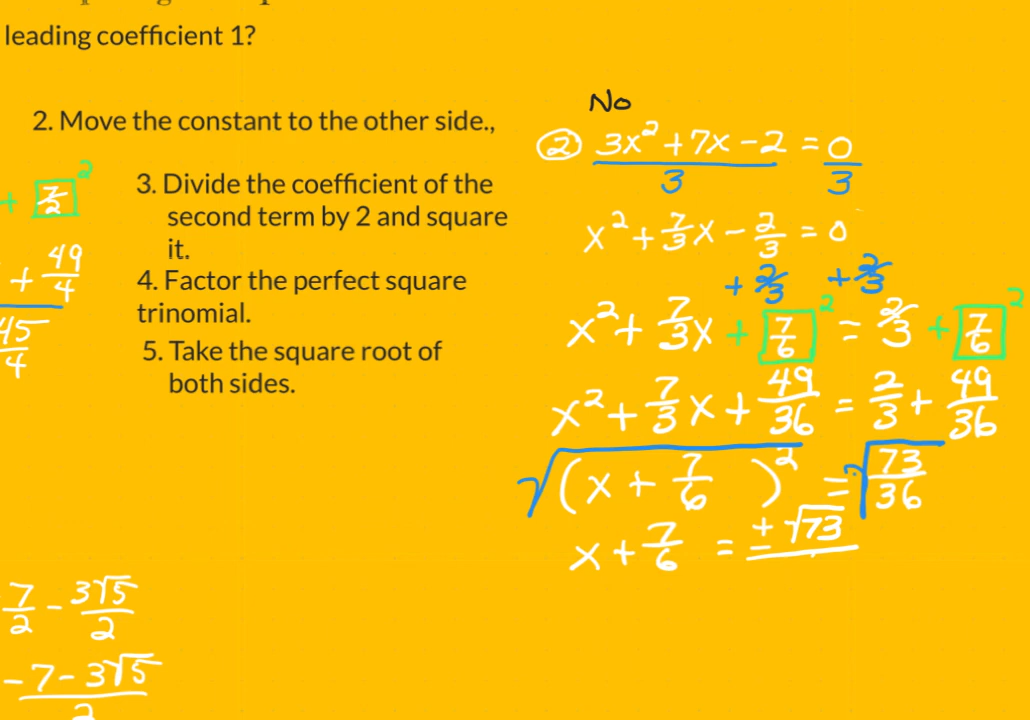 leading coefficient 1?
2. Move the constant to the other side.,
3. Divide the coefficient of the
second term by 2 and square
it.
4. Factor the perfect square
trinomial.
5. Take the square root of
both sides.
+ [7/2]²
+ 49/4
45/4
7/2 - 3√5/2
-7-3√5
2
No
② 3x² + 7x - 2 = 0
3 3
x² + 7/3x - 2/3 = 0
+ 2/3 + 2/3
x² + 7/3x + [7/6]² = 2/3 + [7/6]²
x² + 7/3x + 49/36 = 2/3 + 49/36
√(x + 7/6)² = √73/36
x + 7/6 = ±√73